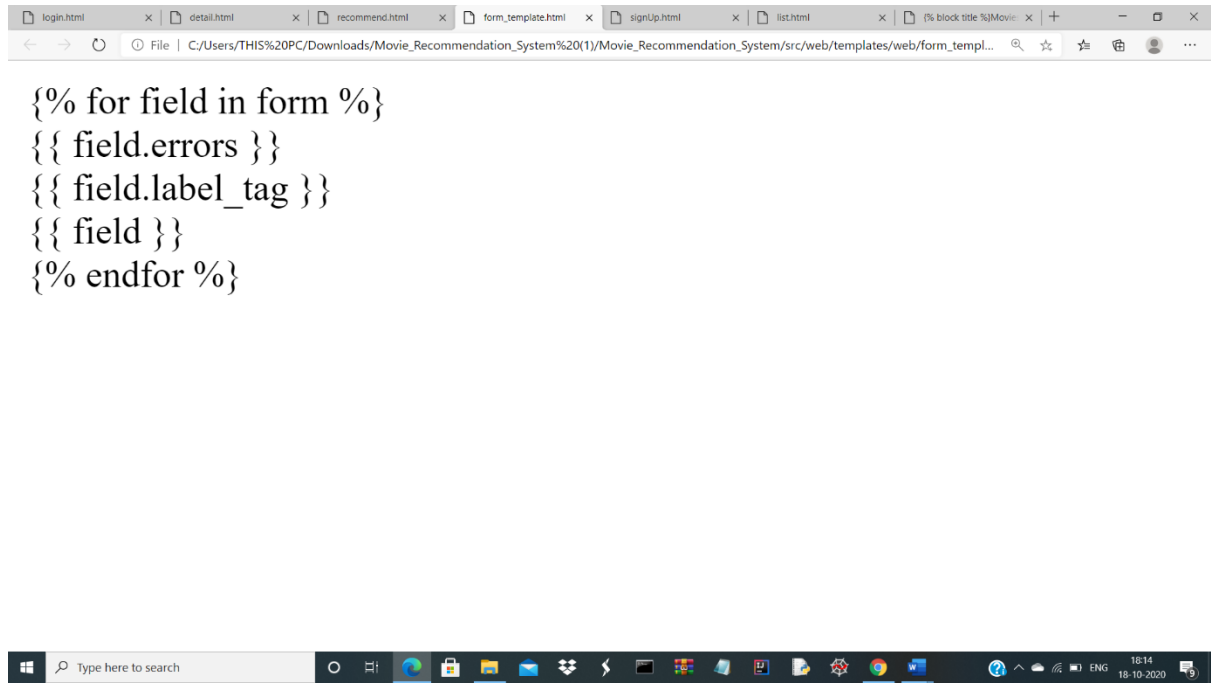 login.html
detail.html
recommend.html
form_template.html
signUp.html
list.html
{% block title %}Movie
File | C:/Users/THIS%20PC/Downloads/Movie_Recommendation_System%20(1)/Movie_Recommendation_System/src/web/templates/web/form_templ...
{% for field in form %}
{{ field.errors }}
{{ field.label_tag }}
{{ field }}
{% endfor %}
Type here to search
ENG
18:14
18-10-2020